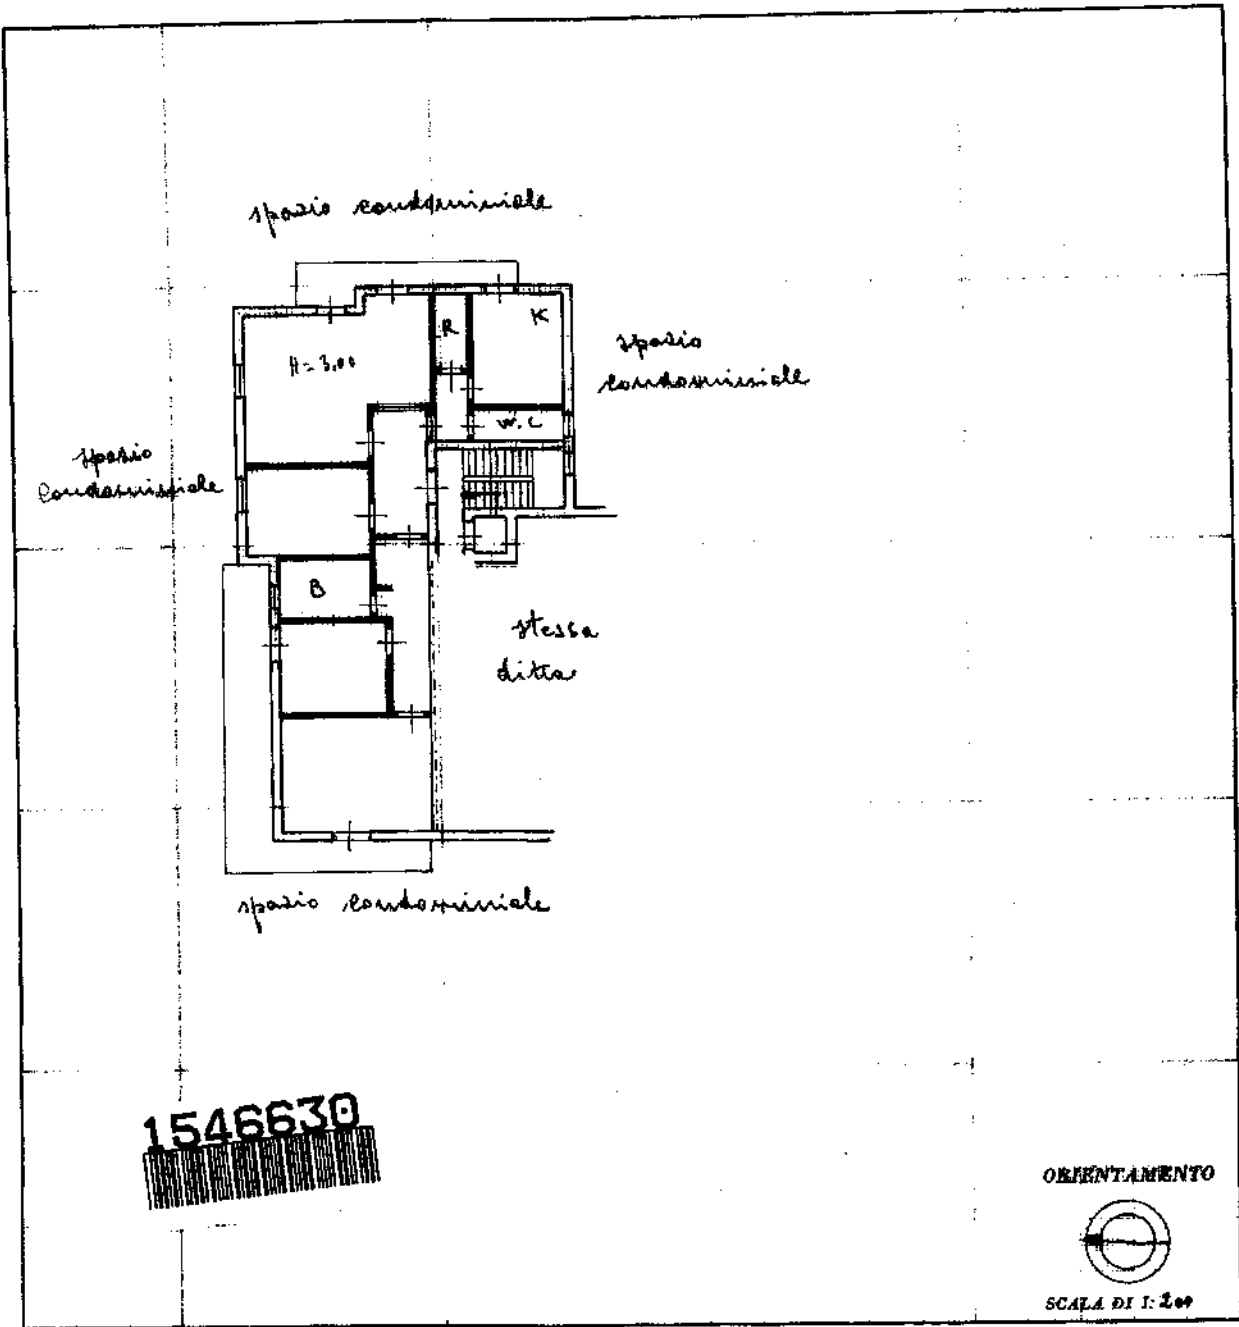 spazio condominiale
R
K
H=3,00
spazio
condominiale
W.C
spazio
condominiale
B
stessa
ditta
spazio condominiale
1546630
ORIENTAMENTO
SCALA DI 1:200